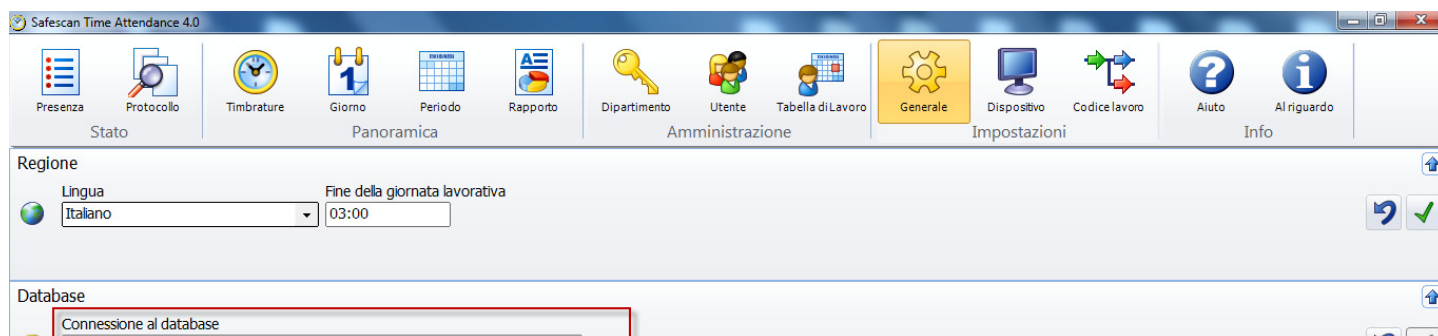 Safescan Time Attendance 4.0
Presenza Protocollo Timbrature Giorno Periodo Rapporto Dipartimento Utente Tabella di Lavoro Generale Dispositivo Codice lavoro Aiuto Al riguardo
Stato Panoramica Amministrazione Impostazioni Info
Regione
Lingua Fine della giornata lavorativa
Italiano 03:00
Database
Connessione al database